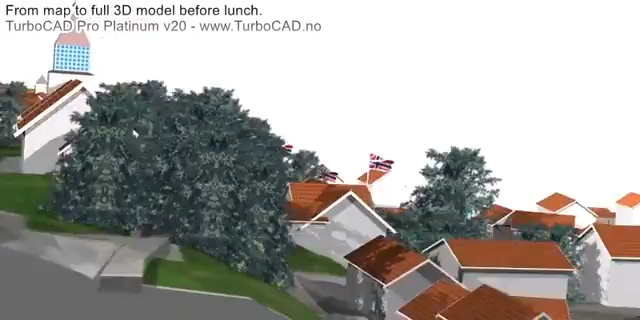 From map to full 3D model before lunch.
TurboCAD Pro Platinum v20 - www.TurboCAD.no